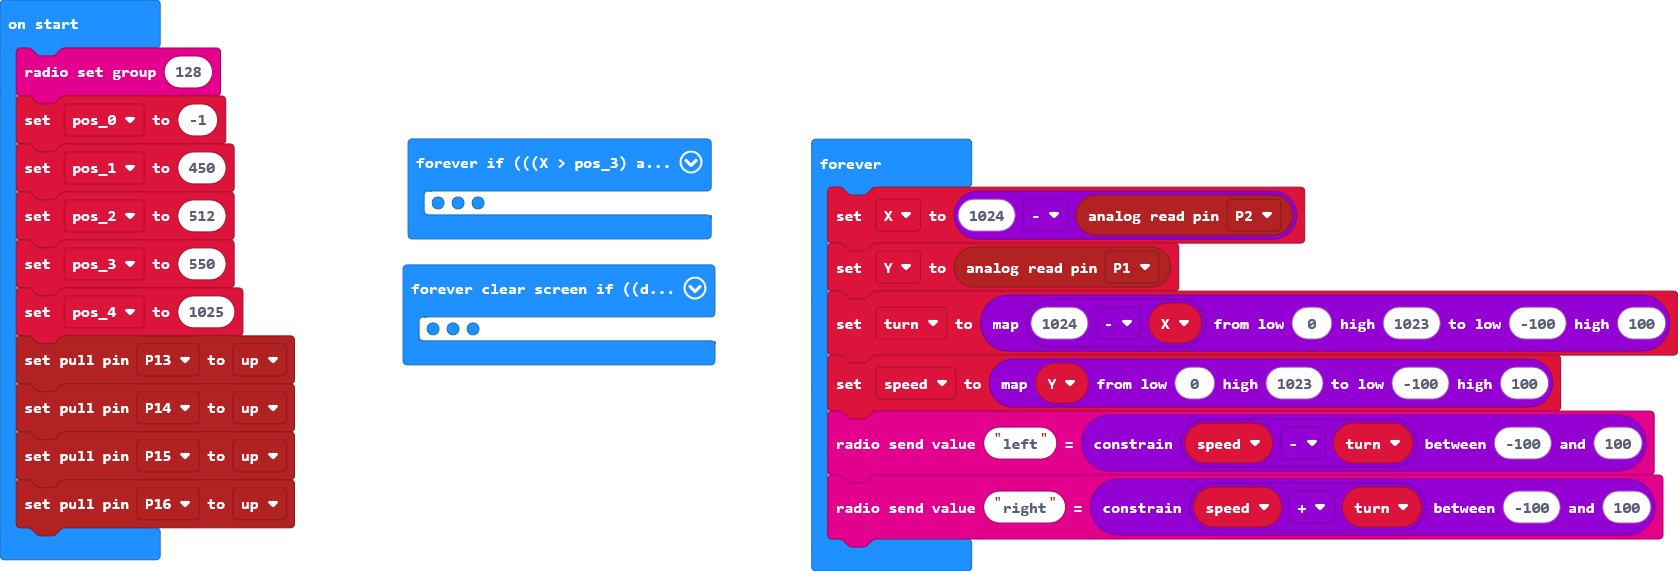 on start
radio set group 128
set pos_0 to -1
set pos_1 to 450
set pos_2 to 512
set pos_3 to 550
set pos_4 to 1025
set pull pin P13 to up
set pull pin P14 to up
set pull pin P15 to up
set pull pin P16 to up
forever if (((X > pos_3) a...
forever clear screen if ((d...
forever
set X to 1024 - analog read pin P2
set Y to analog read pin P1
set turn to map 1024 - X from low 0 high 1023 to low -100 high 100
set speed to map Y from low 0 high 1023 to low -100 high 100
radio send value "left" = constrain speed - turn between -100 and 100
radio send value "right" = constrain speed + turn between -100 and 100